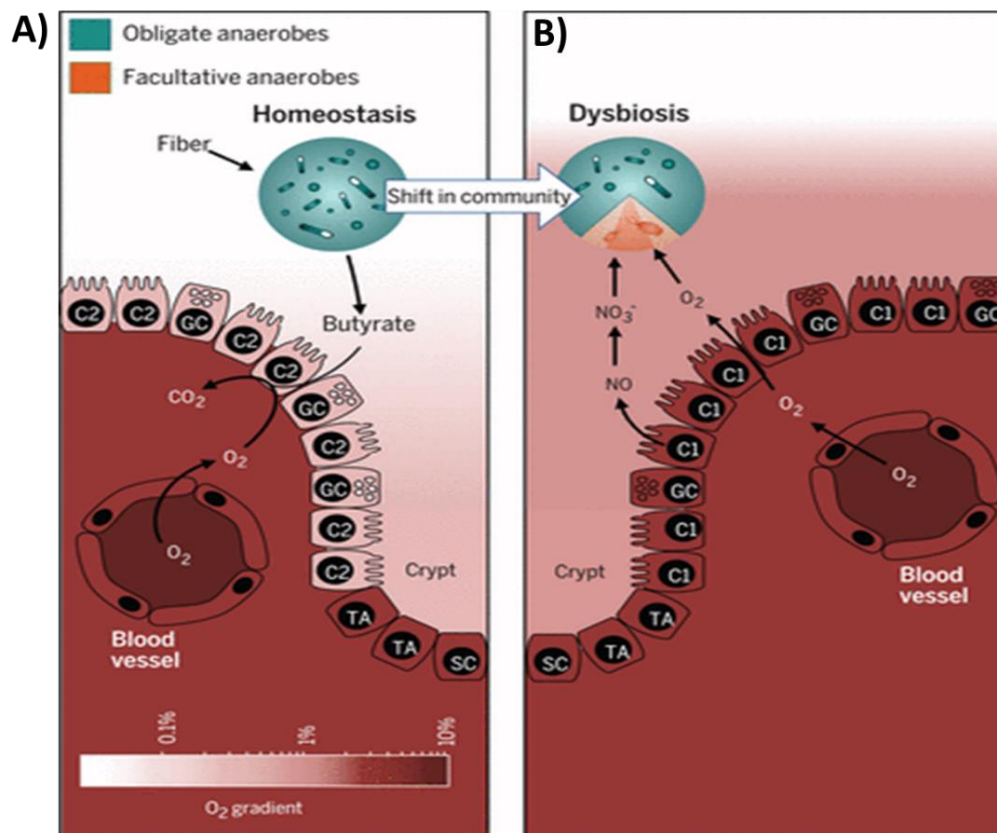 A)
Obligate anaerobes
Facultative anaerobes
Homeostasis
Fiber
Shift in community
Butyrate
C2
C2
GC
C2
C2
GC
C2
GC
C2
C2
TA
TA
SC
CO₂
O₂
O₂
Crypt
Blood
vessel
0.1%
1%
10%
O₂ gradient
B)
Dysbiosis
NO₃⁻
O₂
NO
O₂
O₂
GC
C1
C1
GC
C1
C1
C1
C1
GC
C1
C1
TA
TA
SC
Crypt
Blood
vessel